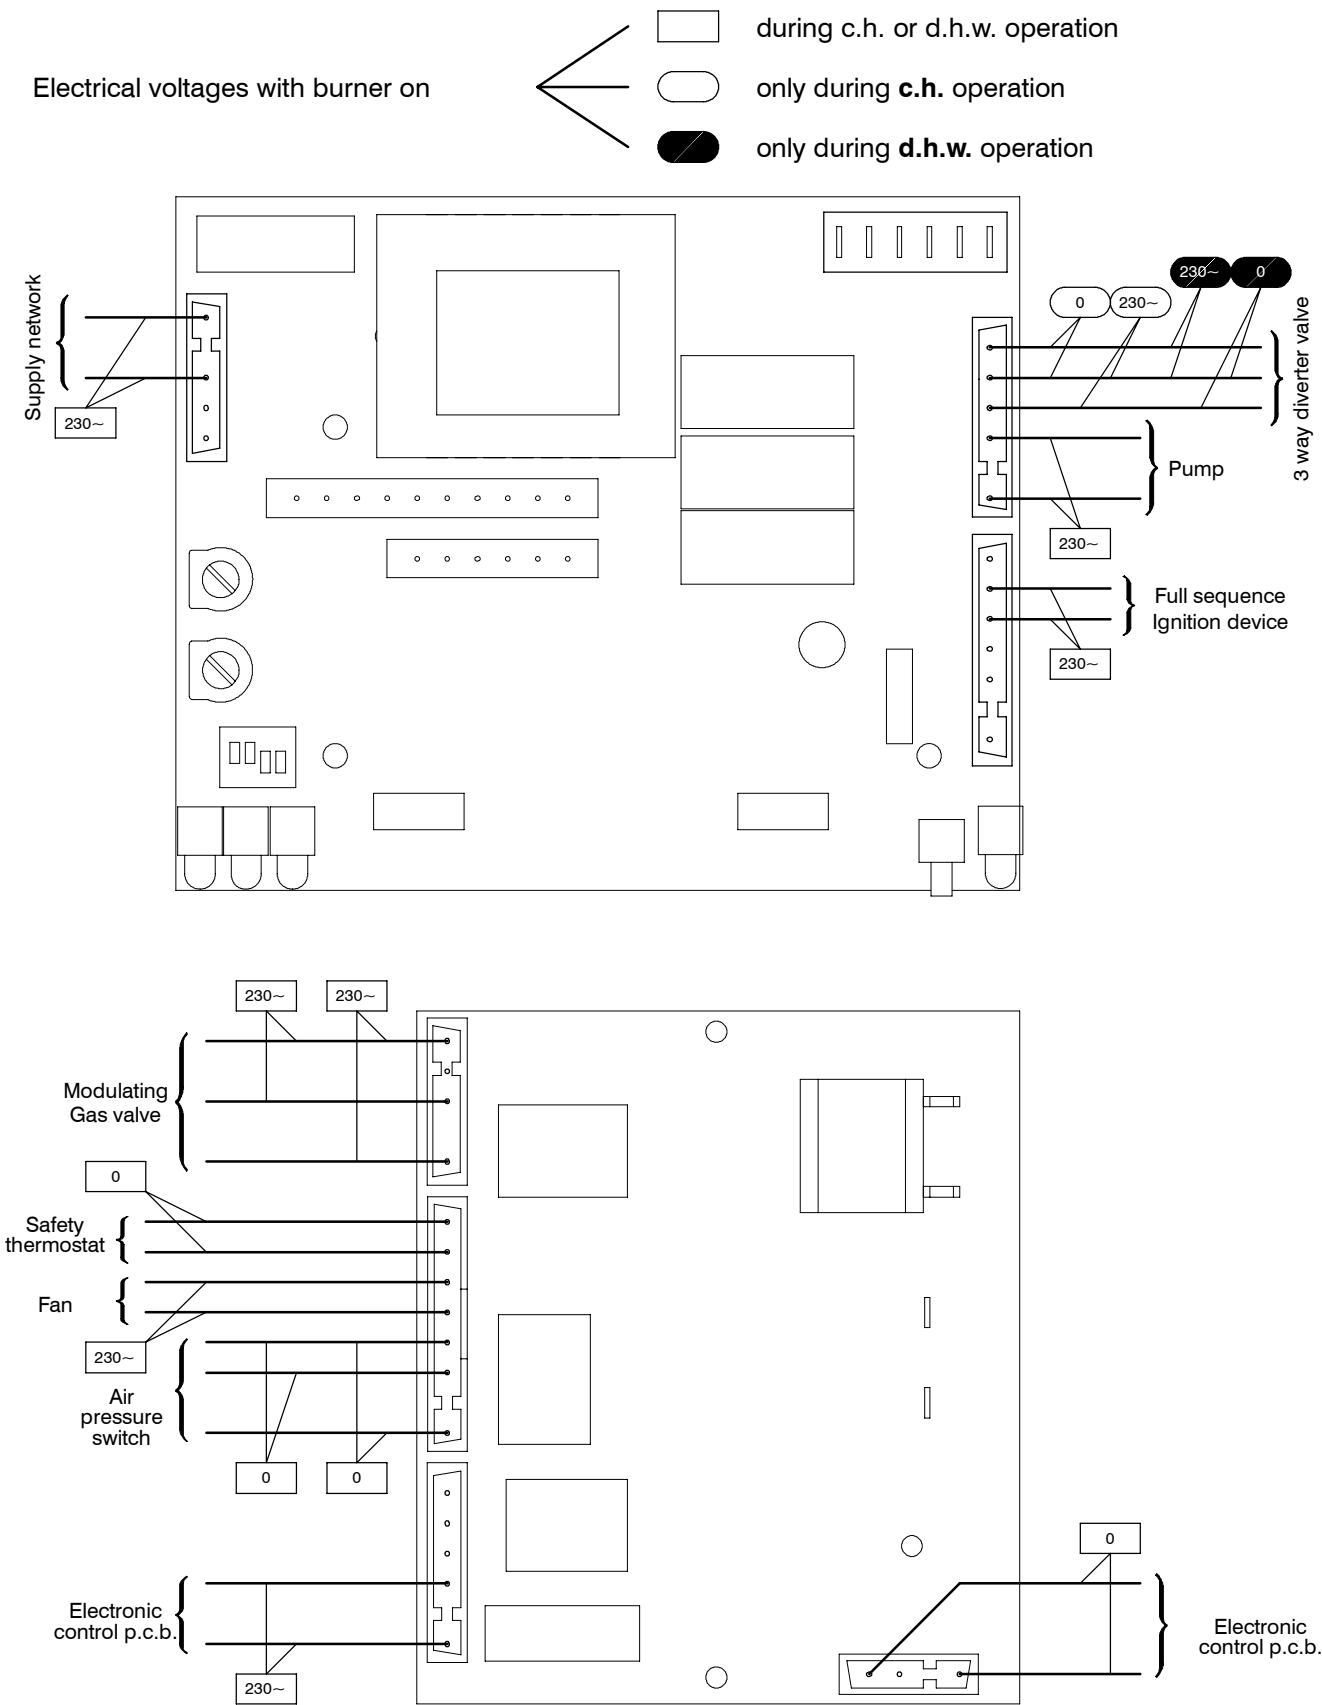 during c.h. or d.h.w. operation
Electrical voltages with burner on
only during c.h. operation
only during d.h.w. operation
Supply network
230~
0
230~
230~
0
3 way diverter valve
Pump
230~
Full sequence
Ignition device
230~
230~
230~
Modulating
Gas valve
0
Safety
thermostat
Fan
230~
Air
pressure
switch
0
0
Electronic
control p.c.b.
230~
0
Electronic
control p.c.b.